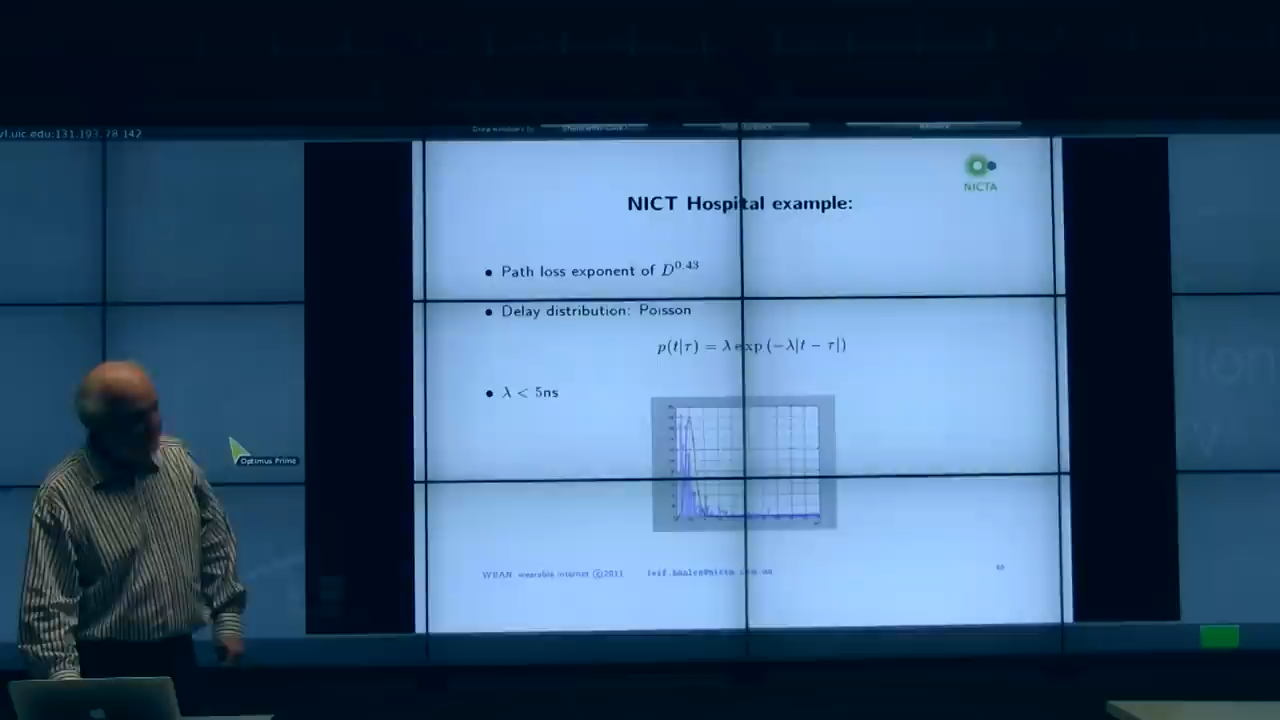 vl.uic.edu:131.193.78.142
NICTA
NICT Hospital example:
• Path loss exponent of D^0.43
• Delay distribution: Poisson
p(t|τ) = λ exp (−λ|t − τ|)
• λ < 5ns
Optimus Prime
WBAN wearable internet ©2011